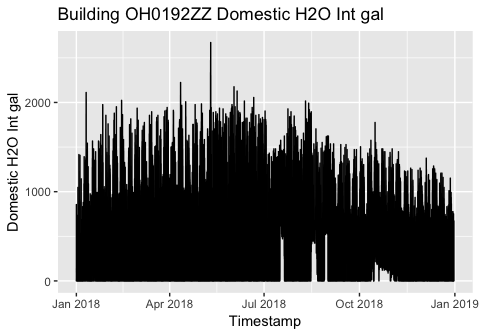 Building OH0192ZZ Domestic H2O Int gal
Domestic H2O Int gal
2000
1000
0
Jan 2018
Apr 2018
Jul 2018
Oct 2018
Jan 2019
Timestamp